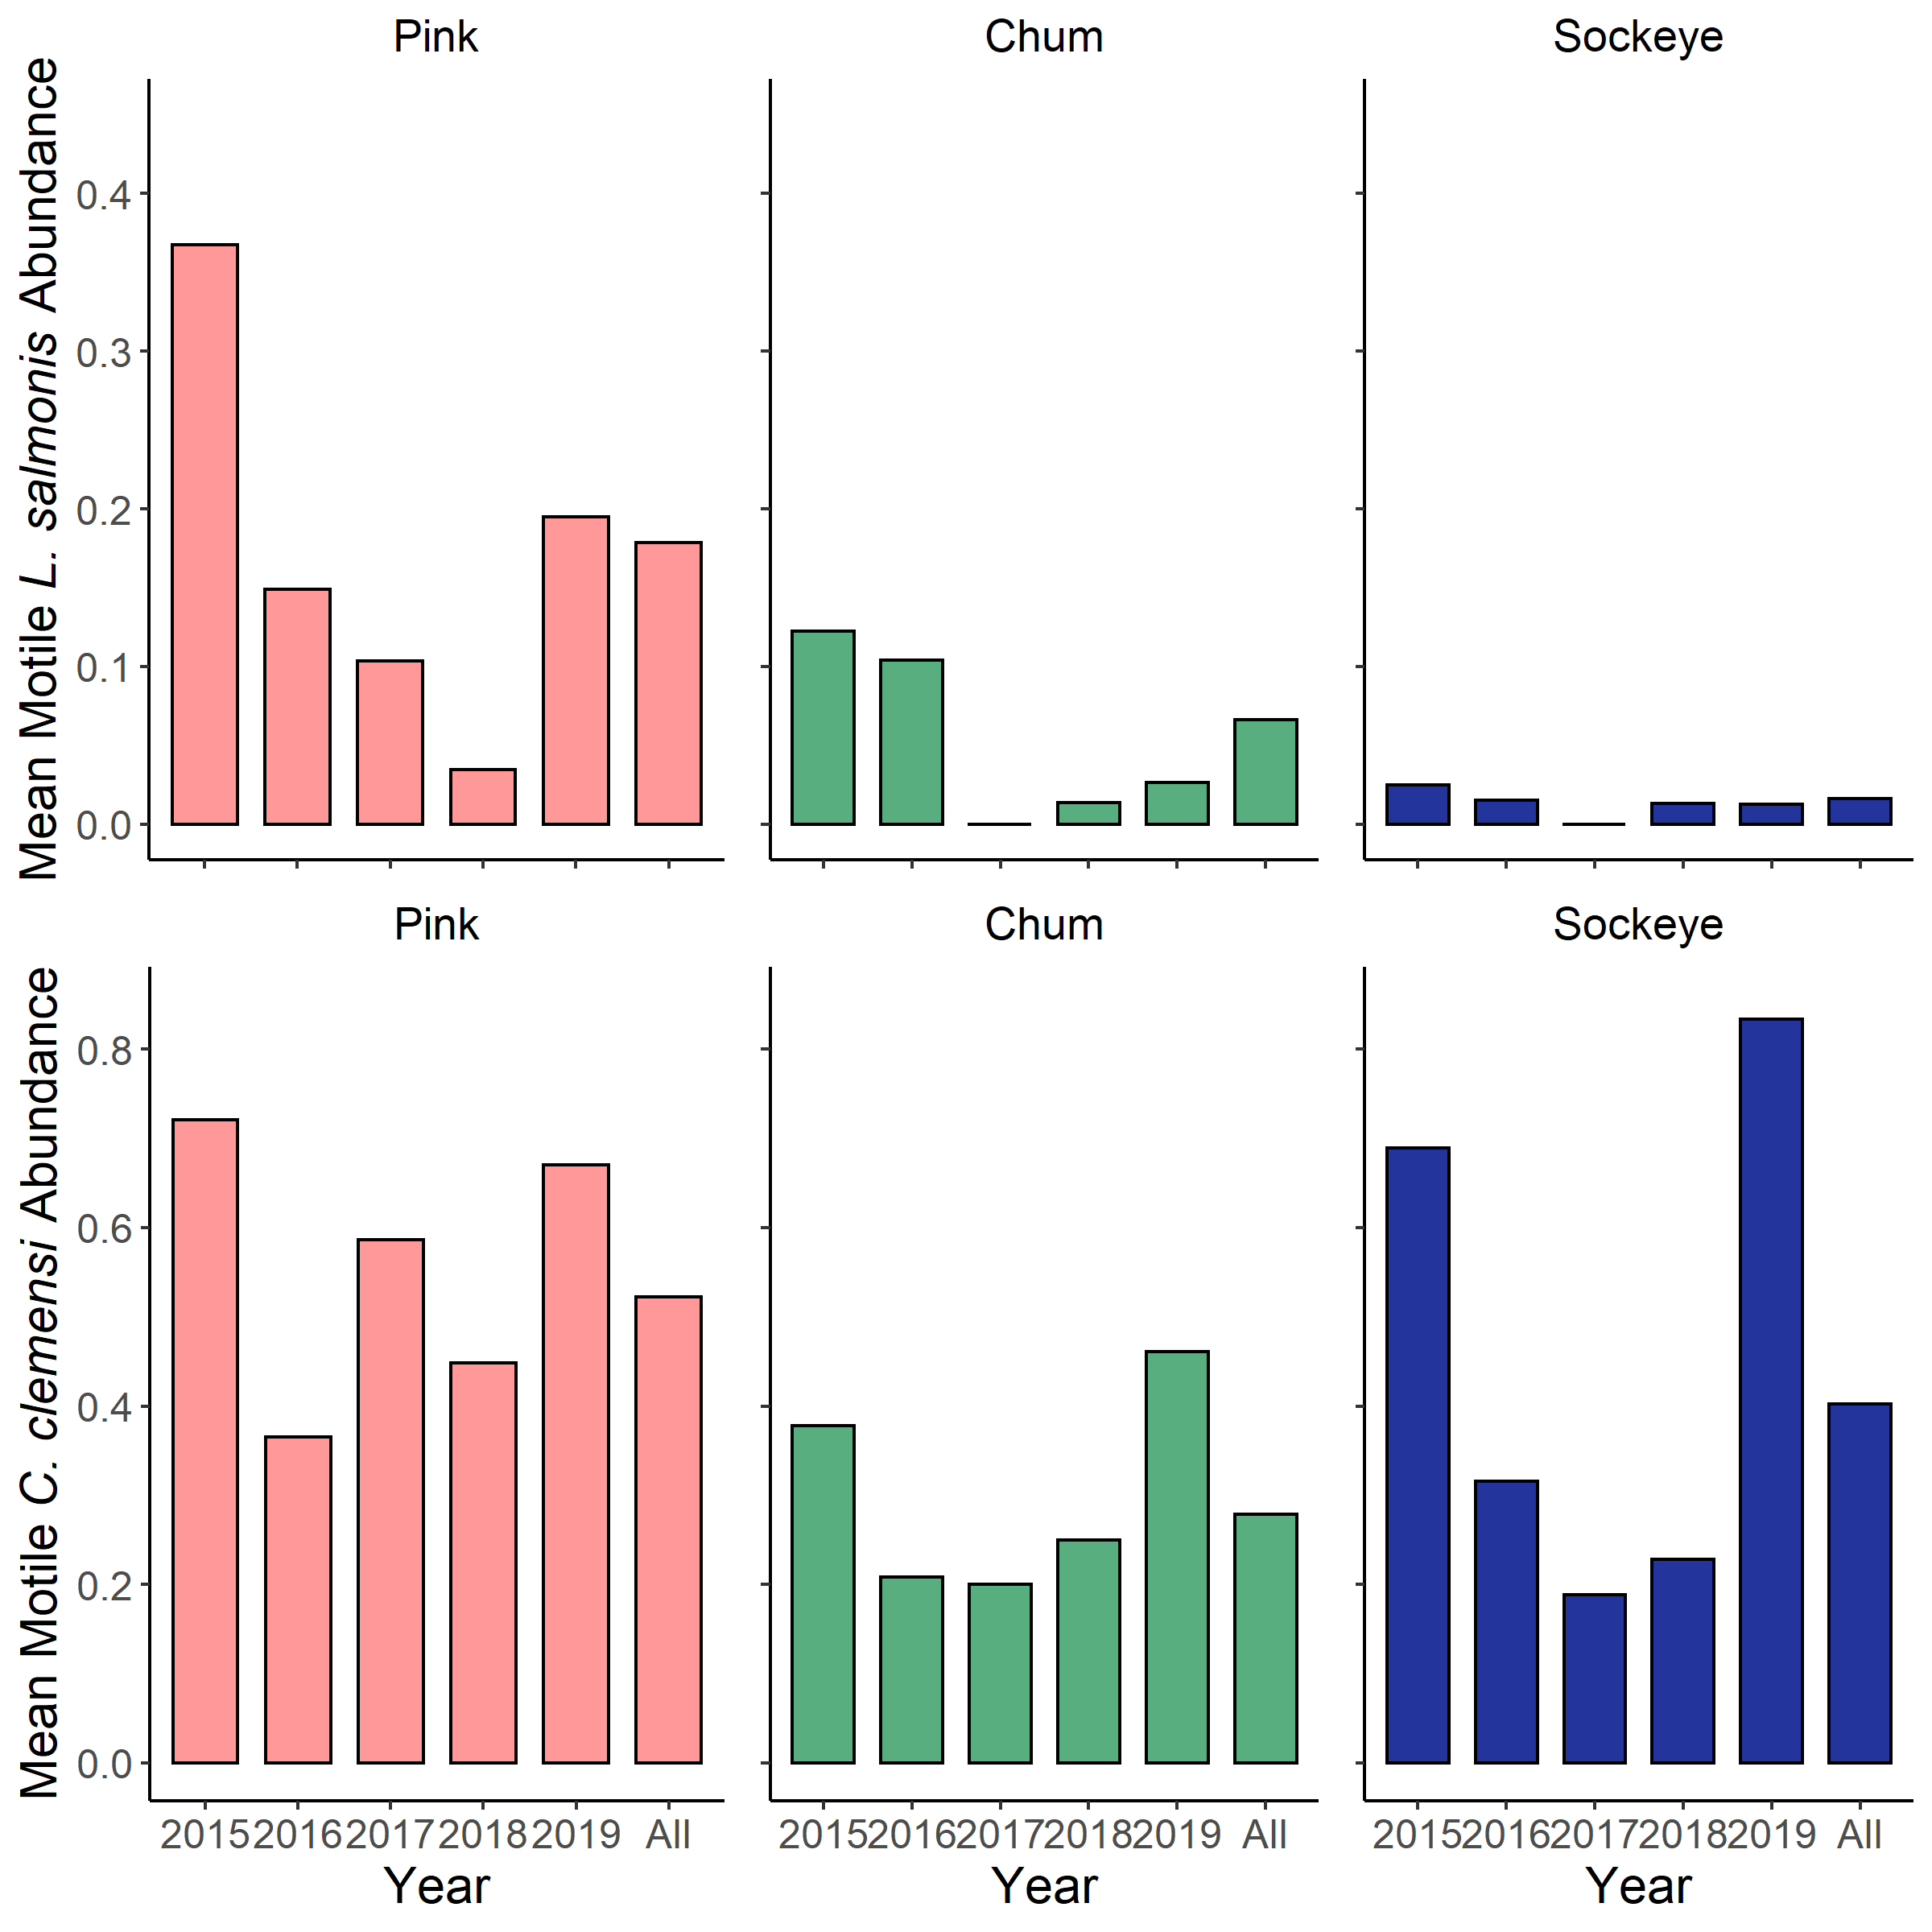 Pink Chum Sockeye
Mean Motile L. salmonis Abundance
0.4
0.3
0.2
0.1
0.0
Pink Chum Sockeye
Mean Motile C. clemensi Abundance
0.8
0.6
0.4
0.2
0.0
2015 2016 2017 2018 2019 All 2015 2016 2017 2018 2019 All 2015 2016 2017 2018 2019 All
Year Year Year